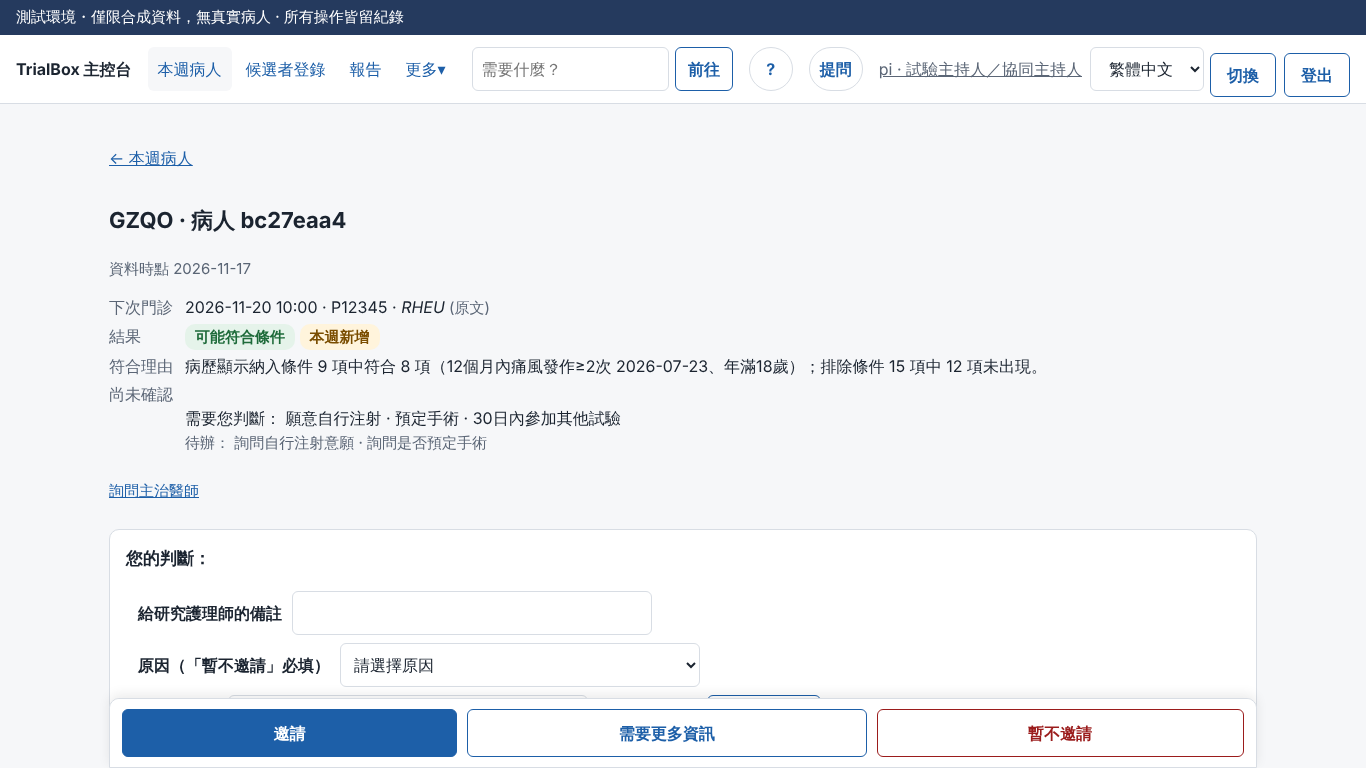 測試環境・僅限合成資料，無真實病人 · 所有操作皆留紀錄
TrialBox 主控台 本週病人 候選者登錄 報告 更多▾ 需要什麼？ 前往 ? 提問 pi · 試驗主持人／協同主持人 繁體中文 切換 登出
← 本週病人
GZQO · 病人 bc27eaa4
資料時點 2026-11-17
下次門診 2026-11-20 10:00 · P12345 · RHEU (原文)
結果 可能符合條件 本週新增
符合理由 病歷顯示納入條件 9 項中符合 8 項（12個月內痛風發作≥2次 2026-07-23、年滿18歲）；排除條件 15 項中 12 項未出現。
尚未確認
需要您判斷： 願意自行注射 · 預定手術 · 30日內參加其他試驗
待辦： 詢問自行注射意願 · 詢問是否預定手術
詢問主治醫師
您的判斷：
給研究護理師的備註
原因（「暫不邀請」必填） 請選擇原因
邀請 需要更多資訊 暫不邀請